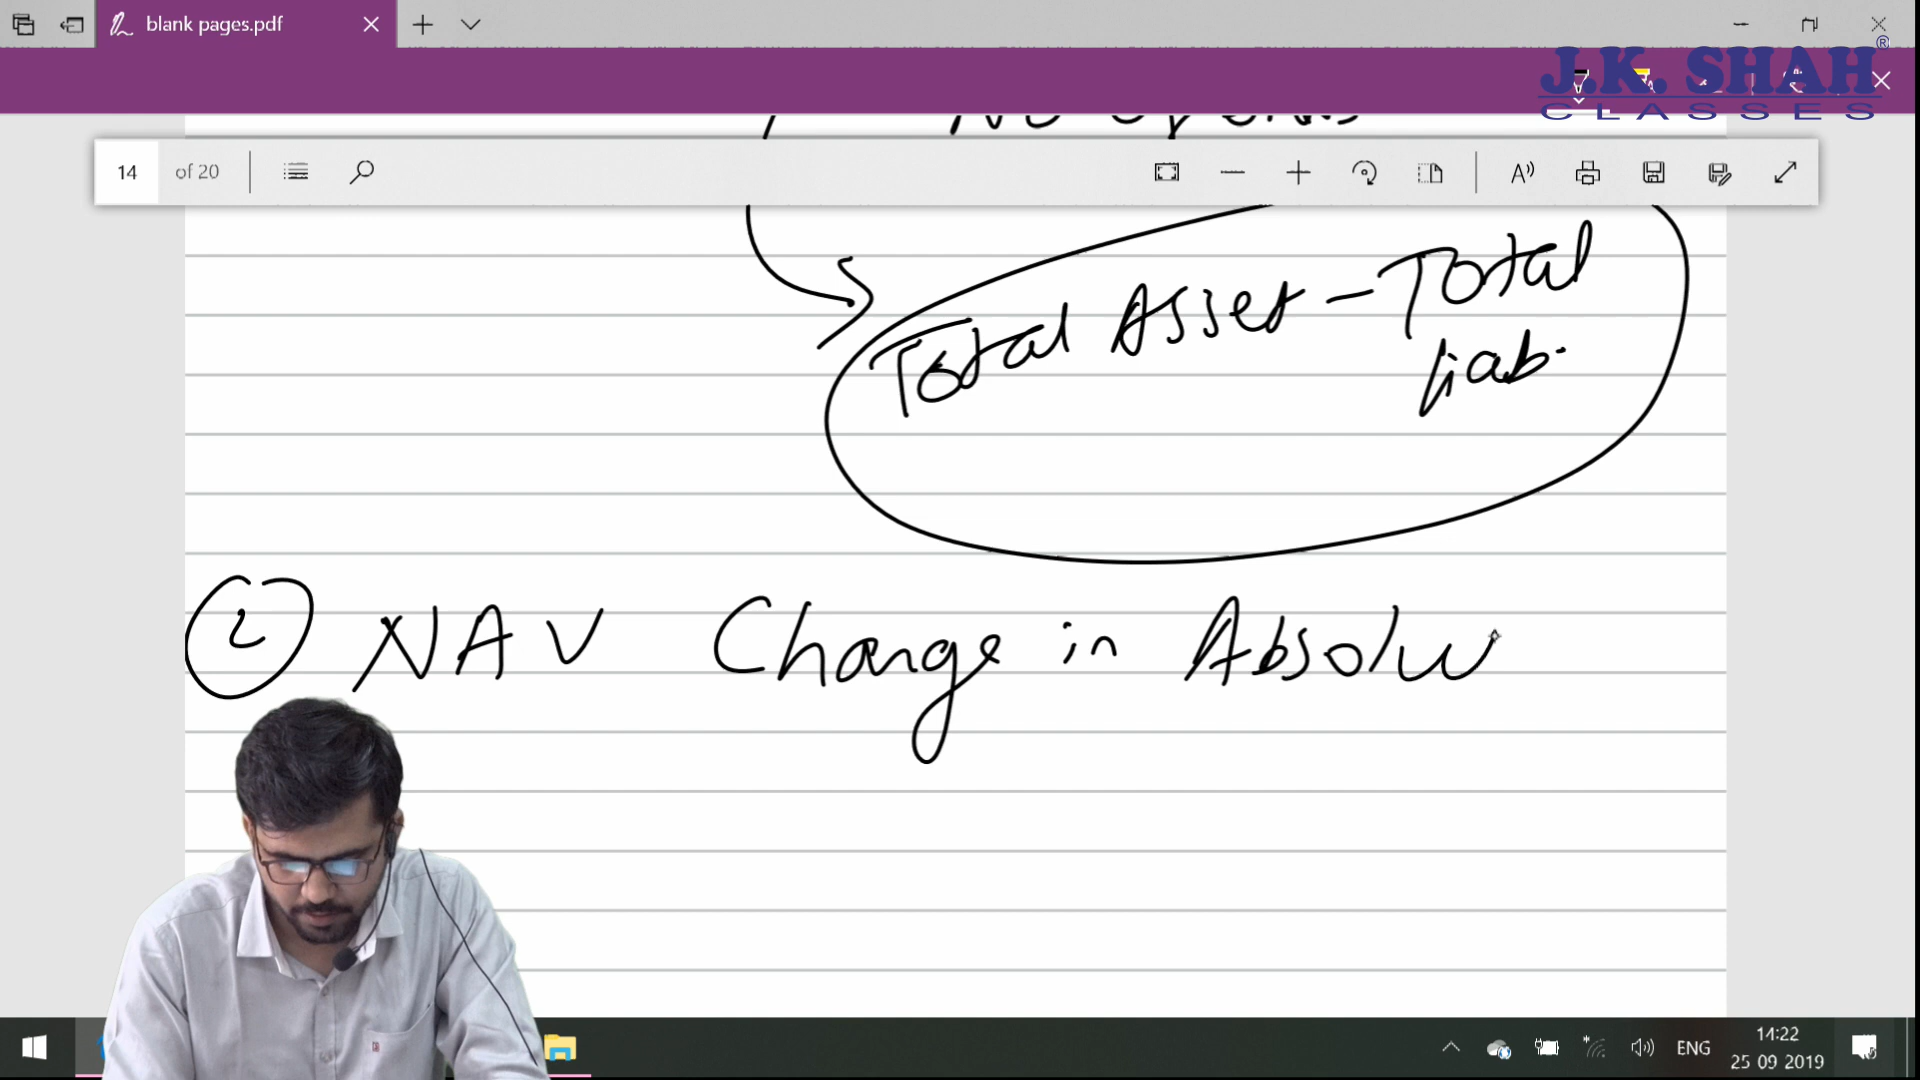 blank pages.pdf
J.K. SHAH®
CLASSES
14 of 20
Total Asset - Total
liab.
2 NAV Change in Absolu
ENG
14:22
25-09-2019